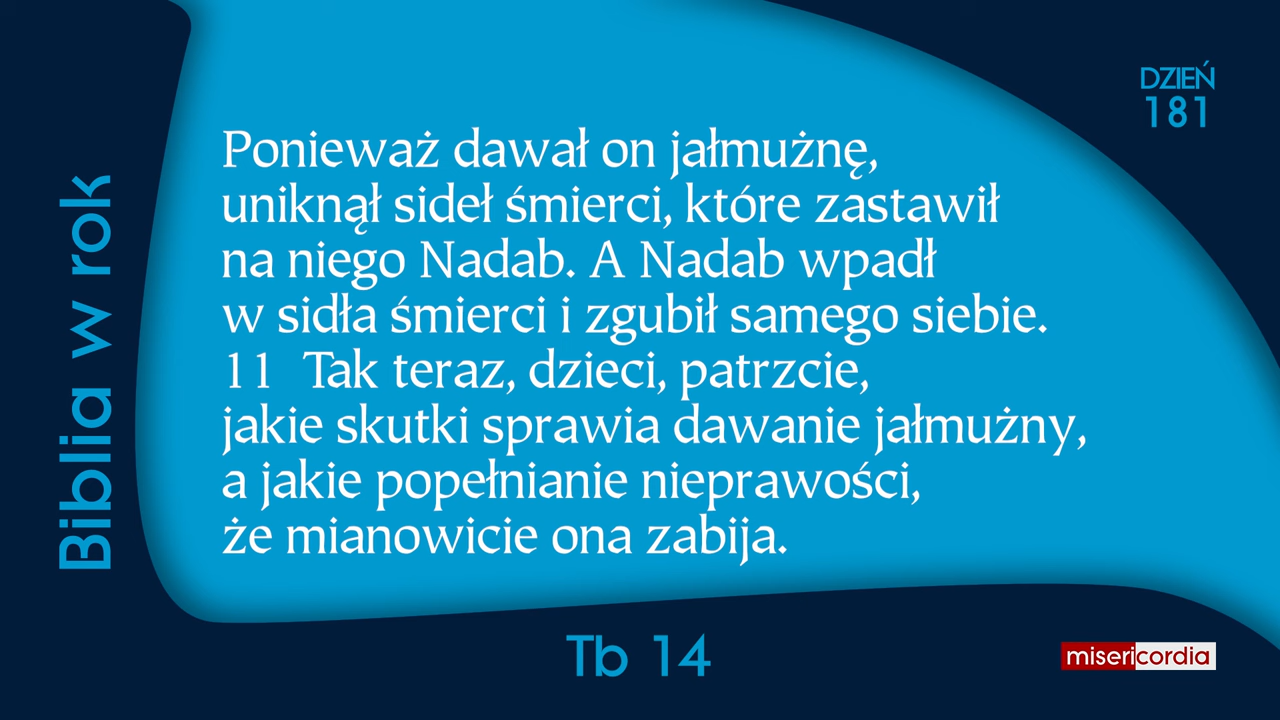 DZIEŃ
181
Biblia w rok
Ponieważ dawał on jałmużnę,
uniknął sideł śmierci, które zastawił
na niego Nadab. A Nadab wpadł
w sidła śmierci i zgubił samego siebie.
11 Tak teraz, dzieci, patrzcie,
jakie skutki sprawia dawanie jałmużny,
a jakie popełnianie nieprawości,
że mianowicie ona zabija.
Tb 14
misericordia